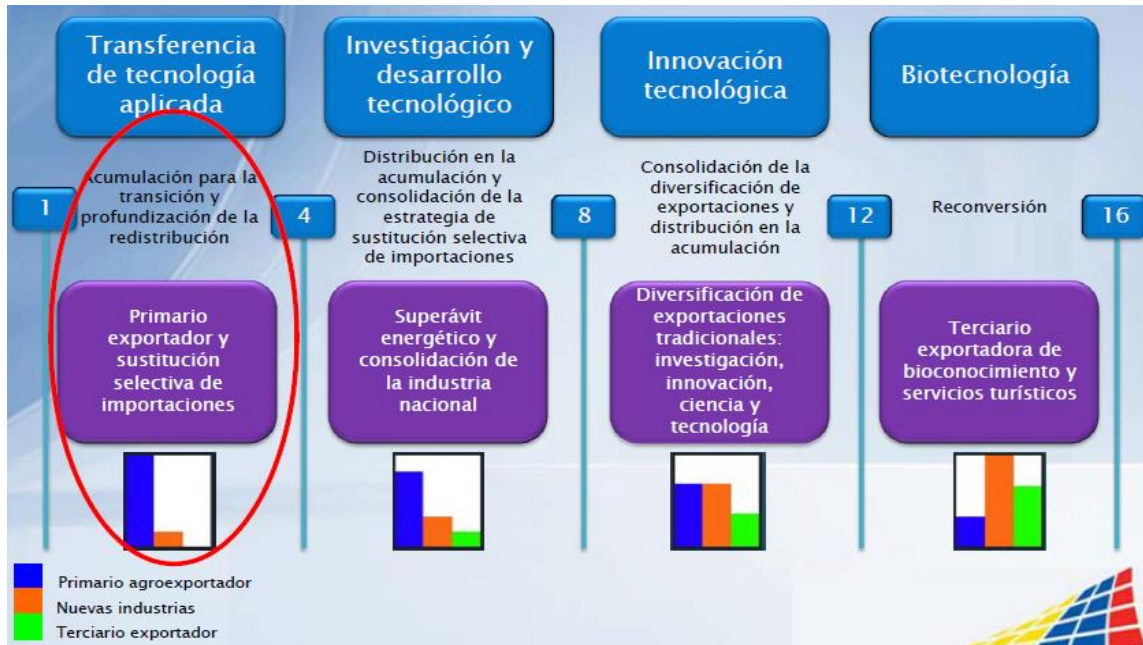 Transferencia
de tecnología
aplicada
Investigación y
desarrollo
tecnológico
Innovación
tecnológica
Biotecnología
1
Acumulación para la
transición y
profundización de la
redistribución
4
Distribución en la
acumulación y
consolidación de la
estrategia de
sustitución selectiva
de importaciones
8
Consolidación de la
diversificación de
exportaciones y
distribución en la
acumulación
12
Reconversión
16
Primario
exportador y
sustitución
selectiva de
importaciones
Superávit
energético y
consolidación de
la industria
nacional
Diversificación de
exportaciones
tradicionales:
investigación,
innovación,
ciencia y
tecnología
Terciario
exportadora de
bioconocimiento y
servicios turísticos
Primario agroexportador
Nuevas industrias
Terciario exportador